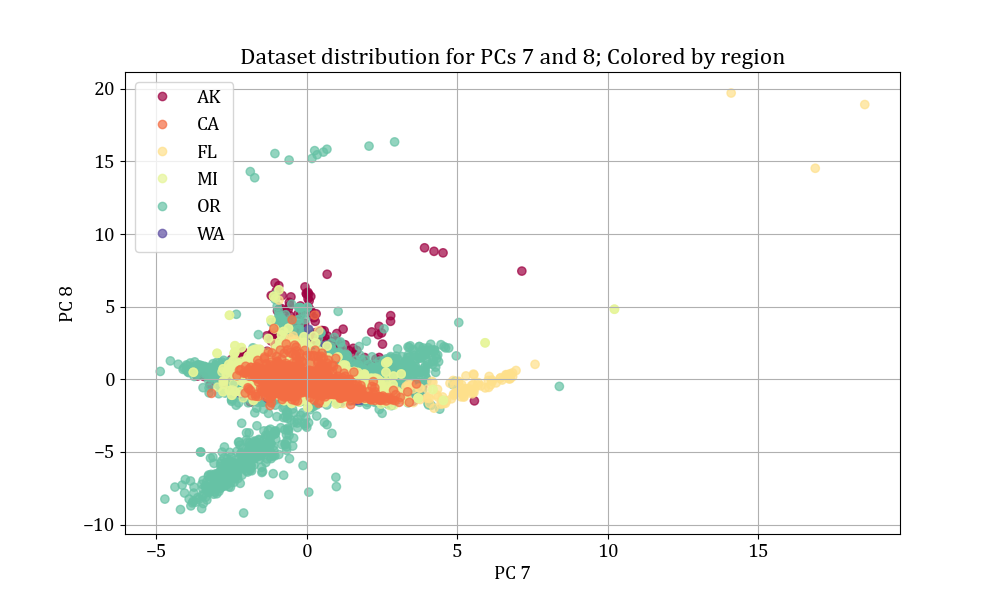 Dataset distribution for PCs 7 and 8; Colored by region
20
15
10
5
0
−5
−10
PC 8
AK
CA
FL
MI
OR
WA
−5
0
5
10
15
PC 7